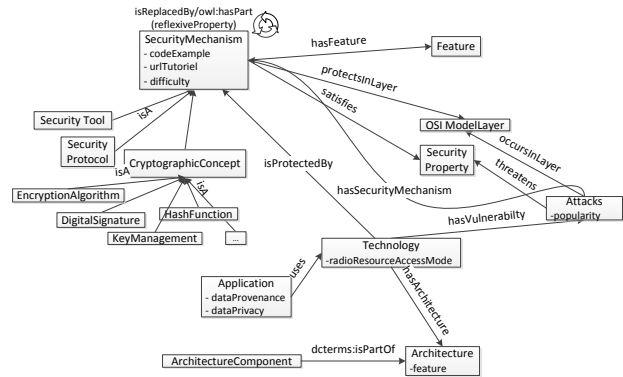 isReplacedBy/owl:hasPart
(reflexiveProperty)
SecurityMechanism
- codeExample
- urlTutoriel
- difficulty
hasFeature
Feature
protectsInLayer
satisfies
isA
Security Tool
OSI ModelLayer
Security
Protocol
isA
CryptographicConcept
isProtectedBy
Security
Property
occursInLayer
threatens
EncryptionAlgorithm
isA
hasSecurityMechanism
Attacks
-popularity
HashFunction
DigitalSignature
hasVulnerabilty
KeyManagement
...
Technology
-radioResourceAccessMode
uses
hasArchitecture
Application
- dataProvenance
- dataPrivacy
ArchitectureComponent
dcterms:isPartOf
Architecture
-feature